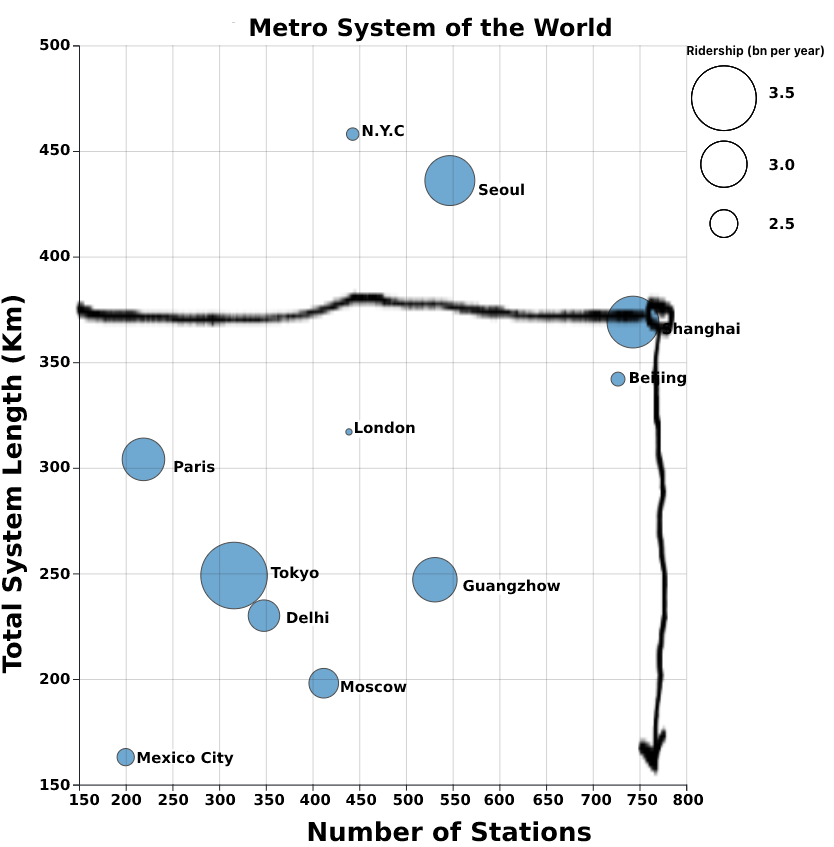 Metro System of the World
Ridership (bn per year)
3.5
3.0
2.5
Total System Length (Km)
500
450
400
350
300
250
200
150
N.Y.C
Seoul
Shanghai
Beijing
London
Paris
Tokyo
Guangzhow
Delhi
Moscow
Mexico City
150 200 250 300 350 400 450 500 550 600 650 700 750 800
Number of Stations